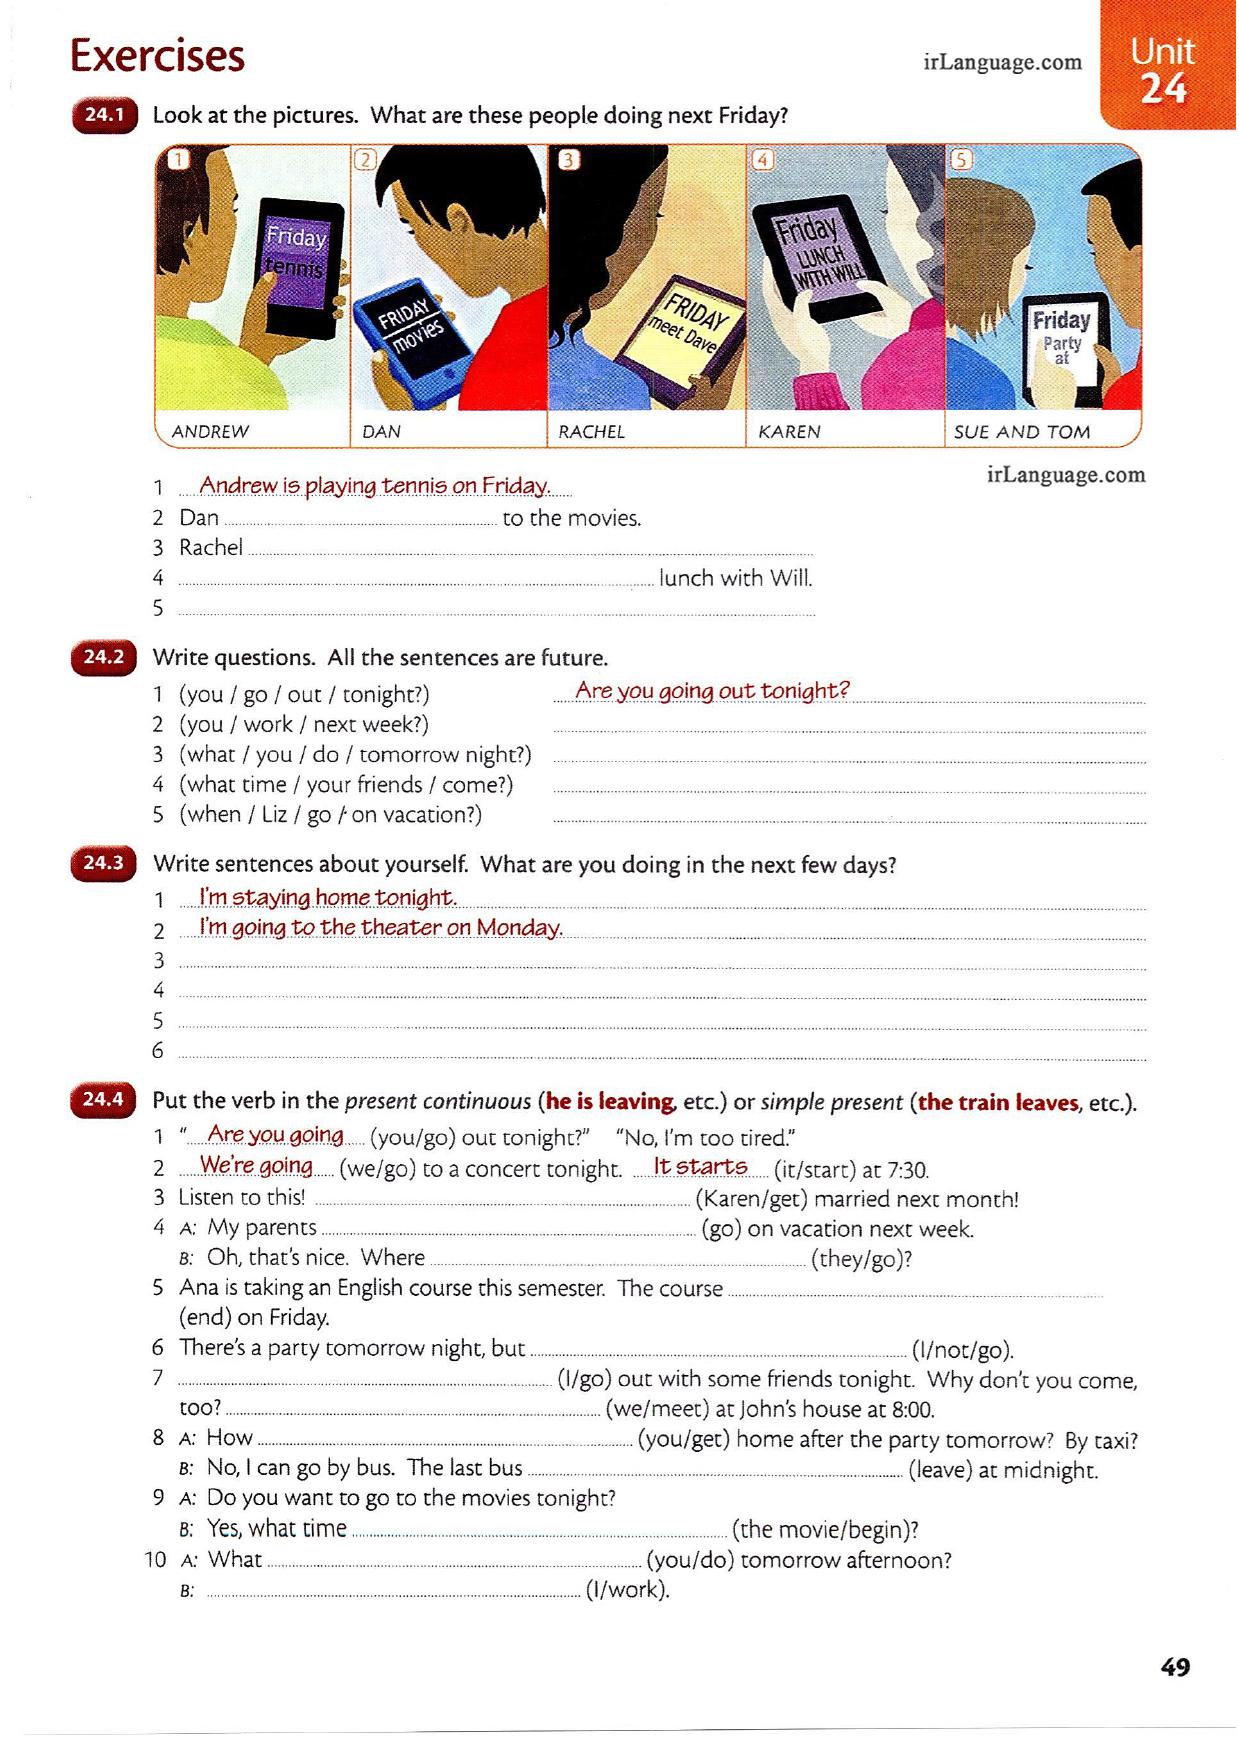 Exercises
irLanguage.com
Unit
24
24.1 Look at the pictures. What are these people doing next Friday?
1 2 3 4 5
Friday
tennis
FRIDAY
movies
FRIDAY
meet Dave
Friday
LUNCH
WITH WILL
Friday
Party
at
ANDREW DAN RACHEL KAREN SUE AND TOM
irLanguage.com
1 Andrew is playing tennis on Friday.
2 Dan to the movies.
3 Rachel
4 lunch with Will.
5
24.2 Write questions. All the sentences are future.
1 (you / go / out / tonight?) Are you going out tonight?
2 (you / work / next week?)
3 (what / you / do / tomorrow night?)
4 (what time / your friends / come?)
5 (when / Liz / go / on vacation?)
24.3 Write sentences about yourself. What are you doing in the next few days?
1 I'm staying home tonight.
2 I'm going to the theater on Monday.
3
4
5
6
24.4 Put the verb in the present continuous (he is leaving, etc.) or simple present (the train leaves, etc.).
1 "Are you going (you/go) out tonight?" "No, I'm too tired."
2 We're going (we/go) to a concert tonight. It starts (it/start) at 7:30.
3 Listen to this! (Karen/get) married next month!
4 A: My parents (go) on vacation next week.
B: Oh, that's nice. Where (they/go)?
5 Ana is taking an English course this semester. The course
(end) on Friday.
6 There's a party tomorrow night, but (I/not/go).
7 (I/go) out with some friends tonight. Why don't you come,
too? (we/meet) at John's house at 8:00.
8 A: How (you/get) home after the party tomorrow? By taxi?
B: No, I can go by bus. The last bus (leave) at midnight.
9 A: Do you want to go to the movies tonight?
B: Yes, what time (the movie/begin)?
10 A: What (you/do) tomorrow afternoon?
B: (I/work).
49